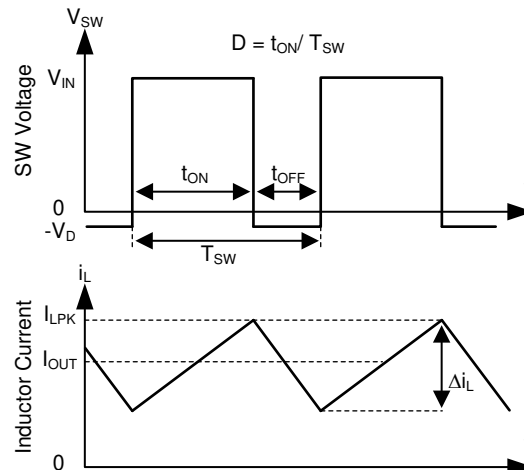 V_SW
D = t_ON/ T_SW
V_IN
SW Voltage
t_ON
t_OFF
0
-V_D
T_SW
i_L
I_LPK
I_OUT
Inductor Current
Δi_L
0